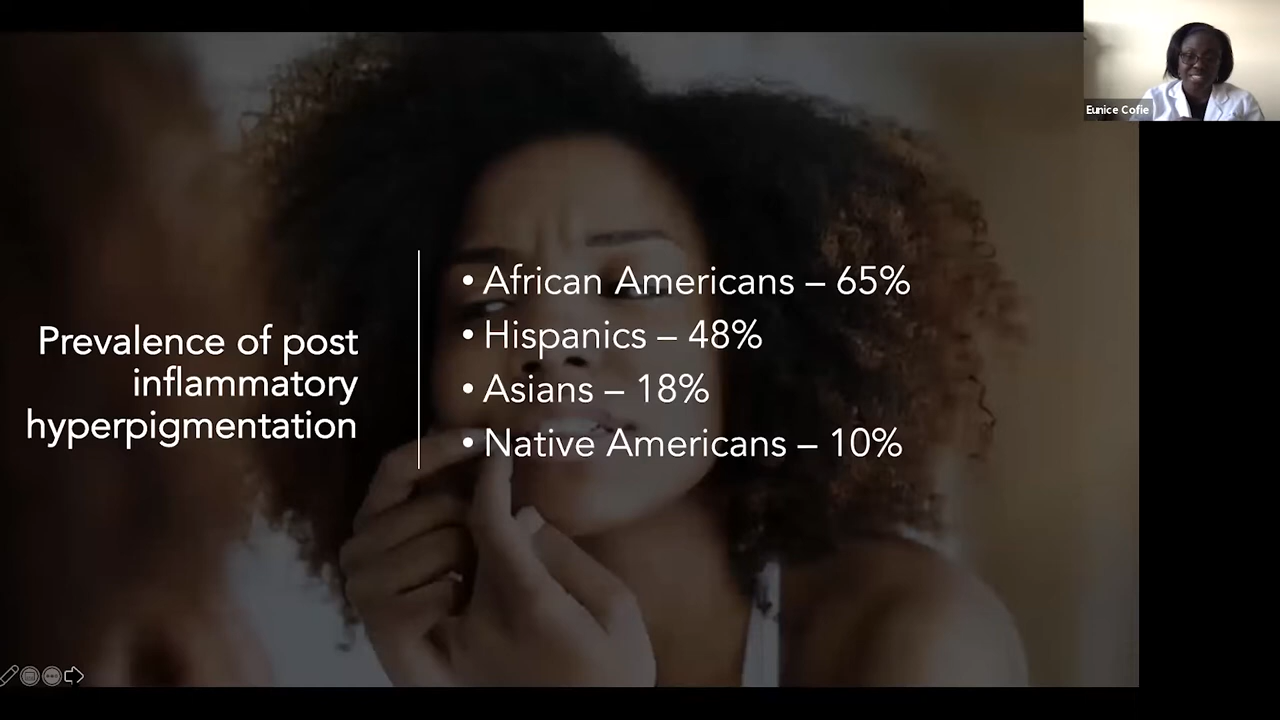 Eunice Cofie
Prevalence of post
inflammatory
hyperpigmentation
• African Americans – 65%
• Hispanics – 48%
• Asians – 18%
• Native Americans – 10%